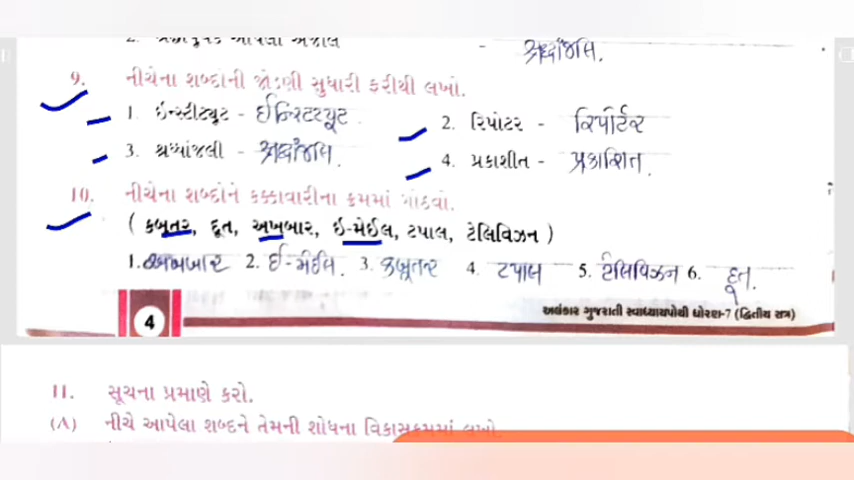 - શ્રદ્ધાંજલિ.
9. નીચેના શબ્દોની જોડણી સુધારી ફરીથી લખો.
1. ઇન્સ્ટીટ્યુટ - ઇન્સ્ટિટ્યૂટ 2. રિપોટર - રિપોર્ટર
3. શ્રધ્ધાંજલી - શ્રદ્ધાંજલિ. 4. પ્રકાશીત - પ્રકાશિત.
10. નીચેના શબ્દોને કક્કાવારીના ક્રમમાં ગોઠવો.
( કબૂતર, દૂત, અખબાર, ઇ-મેઈલ, ટપાલ, ટેલિવિઝન )
1. અખબાર 2. ઈ-મેઈલ. 3. કબૂતર 4. ટપાલ 5. ટેલિવિઝન 6. દૂત.
4 અલંકાર ગુજરાતી સ્વાધ્યાયપોથી ધોરણ-7 (દ્વિતીય સત્ર)
11. સૂચના પ્રમાણે કરો.
(A) નીચે આપેલા શબ્દને તેમની શોધના વિકાસક્રમમાં લખો.